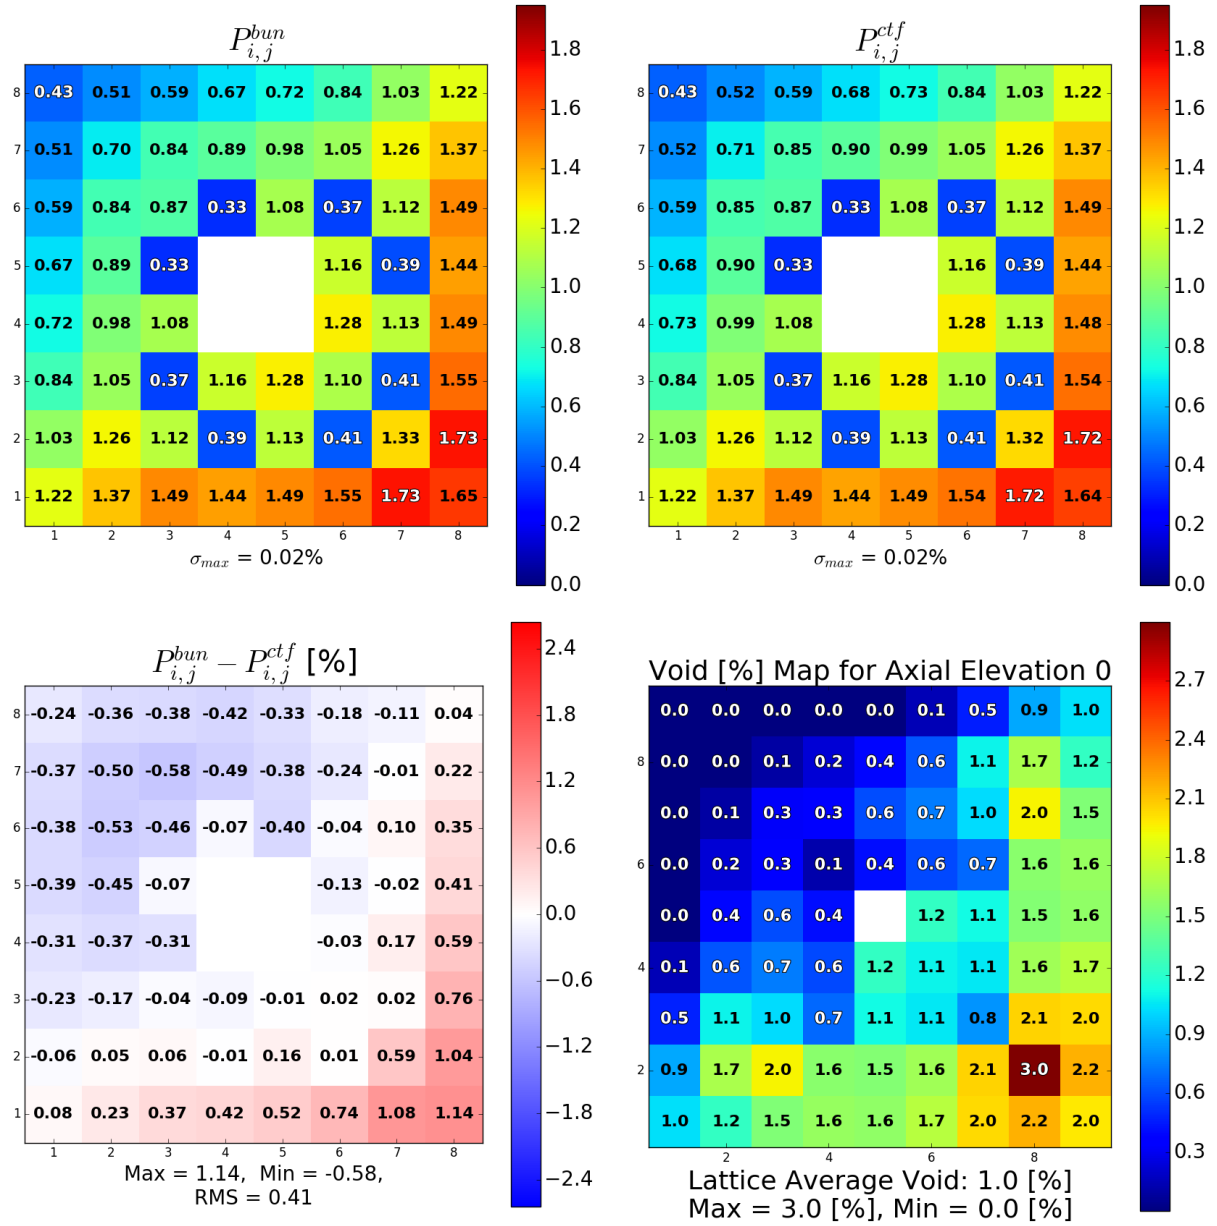 P_{i,j}^{bun}
8 0.43 0.51 0.59 0.67 0.72 0.84 1.03 1.22
7 0.51 0.70 0.84 0.89 0.98 1.05 1.26 1.37
6 0.59 0.84 0.87 0.33 1.08 0.37 1.12 1.49
5 0.67 0.89 0.33 1.16 0.39 1.44
4 0.72 0.98 1.08 1.28 1.13 1.49
3 0.84 1.05 0.37 1.16 1.28 1.10 0.41 1.55
2 1.03 1.26 1.12 0.39 1.13 0.41 1.33 1.73
1 1.22 1.37 1.49 1.44 1.49 1.55 1.73 1.65
1 2 3 4 5 6 7 8
σ_{max} = 0.02%
1.8
1.6
1.4
1.2
1.0
0.8
0.6
0.4
0.2
0.0
P_{i,j}^{ctf}
8 0.43 0.52 0.59 0.68 0.73 0.84 1.03 1.22
7 0.52 0.71 0.85 0.90 0.99 1.05 1.26 1.37
6 0.59 0.85 0.87 0.33 1.08 0.37 1.12 1.49
5 0.68 0.90 0.33 1.16 0.39 1.44
4 0.73 0.99 1.08 1.28 1.13 1.48
3 0.84 1.05 0.37 1.16 1.28 1.10 0.41 1.54
2 1.03 1.26 1.12 0.39 1.13 0.41 1.32 1.72
1 1.22 1.37 1.49 1.44 1.49 1.54 1.72 1.64
1 2 3 4 5 6 7 8
σ_{max} = 0.02%
1.8
1.6
1.4
1.2
1.0
0.8
0.6
0.4
0.2
0.0
P_{i,j}^{bun} − P_{i,j}^{ctf} [%]
8 -0.24 -0.36 -0.38 -0.42 -0.33 -0.18 -0.11 0.04
7 -0.37 -0.50 -0.58 -0.49 -0.38 -0.24 -0.01 0.22
6 -0.38 -0.53 -0.46 -0.07 -0.40 -0.04 0.10 0.35
5 -0.39 -0.45 -0.07 -0.13 -0.02 0.41
4 -0.31 -0.37 -0.31 -0.03 0.17 0.59
3 -0.23 -0.17 -0.04 -0.09 -0.01 0.02 0.02 0.76
2 -0.06 0.05 0.06 -0.01 0.16 0.01 0.59 1.04
1 0.08 0.23 0.37 0.42 0.52 0.74 1.08 1.14
1 2 3 4 5 6 7 8
Max = 1.14, Min = -0.58,
RMS = 0.41
2.4
1.8
1.2
0.6
0.0
−0.6
−1.2
−1.8
−2.4
Void [%] Map for Axial Elevation 0
0.0 0.0 0.0 0.0 0.0 0.1 0.5 0.9 1.0
8 0.0 0.0 0.1 0.2 0.4 0.6 1.1 1.7 1.2
0.0 0.1 0.3 0.3 0.6 0.7 1.0 2.0 1.5
6 0.0 0.2 0.3 0.1 0.4 0.6 0.7 1.6 1.6
0.0 0.4 0.6 0.4 1.2 1.1 1.5 1.6
4 0.1 0.6 0.7 0.6 1.2 1.1 1.1 1.6 1.7
0.5 1.1 1.0 0.7 1.1 1.1 0.8 2.1 2.0
2 0.9 1.7 2.0 1.6 1.5 1.6 2.1 3.0 2.2
1.0 1.2 1.5 1.6 1.6 1.7 2.0 2.2 2.0
2 4 6 8
Lattice Average Void: 1.0 [%]
Max = 3.0 [%], Min = 0.0 [%]
2.7
2.4
2.1
1.8
1.5
1.2
0.9
0.6
0.3